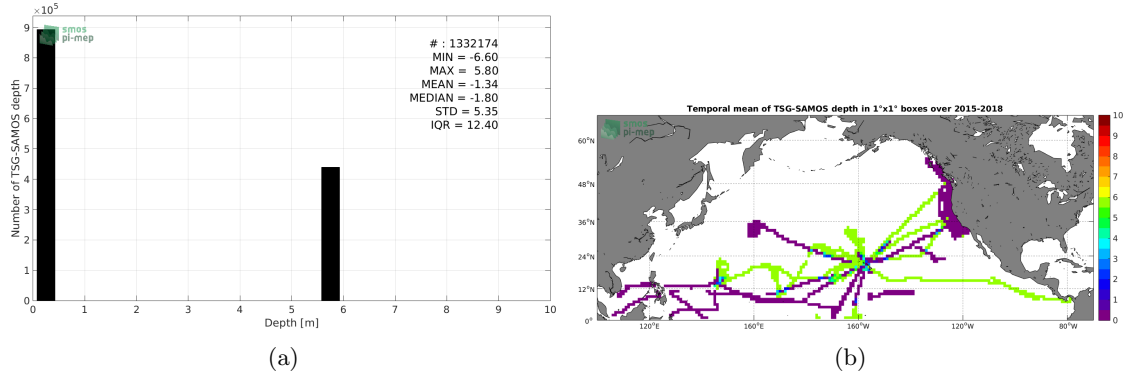 ×10⁵
smos
pi-mep
# : 1332174
MIN = -6.60
MAX = 5.80
MEAN = -1.34
MEDIAN = -1.80
STD = 5.35
IQR = 12.40
Number of TSG-SAMOS depth
9
8
7
6
5
4
3
2
1
0
0 1 2 3 4 5 6 7 8 9 10
Depth [m]
(a)
Temporal mean of TSG-SAMOS depth in 1°x1° boxes over 2015-2018
smos
pi-mep
60°N
48°N
36°N
24°N
12°N
0°
120°E 160°E 160°W 120°W 80°W
10
9
8
7
6
5
4
3
2
1
0
(b)